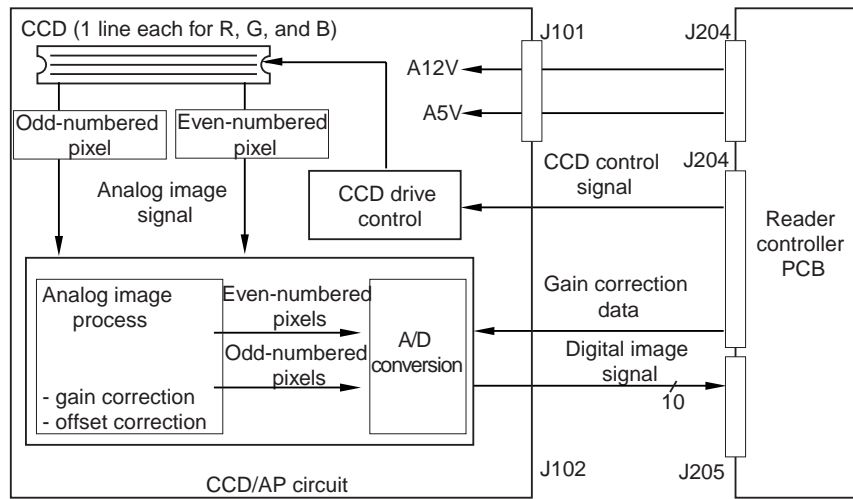 CCD (1 line each for R, G, and B)
J101
J204
A12V
A5V
Odd-numbered
pixel
Even-numbered
pixel
Analog image
signal
CCD drive
control
CCD control
signal
J204
Reader
controller
PCB
Analog image
process
- gain correction
- offset correction
Even-numbered
pixels
Odd-numbered
pixels
A/D
conversion
Gain correction
data
Digital image
signal
10
J102
J205
CCD/AP circuit